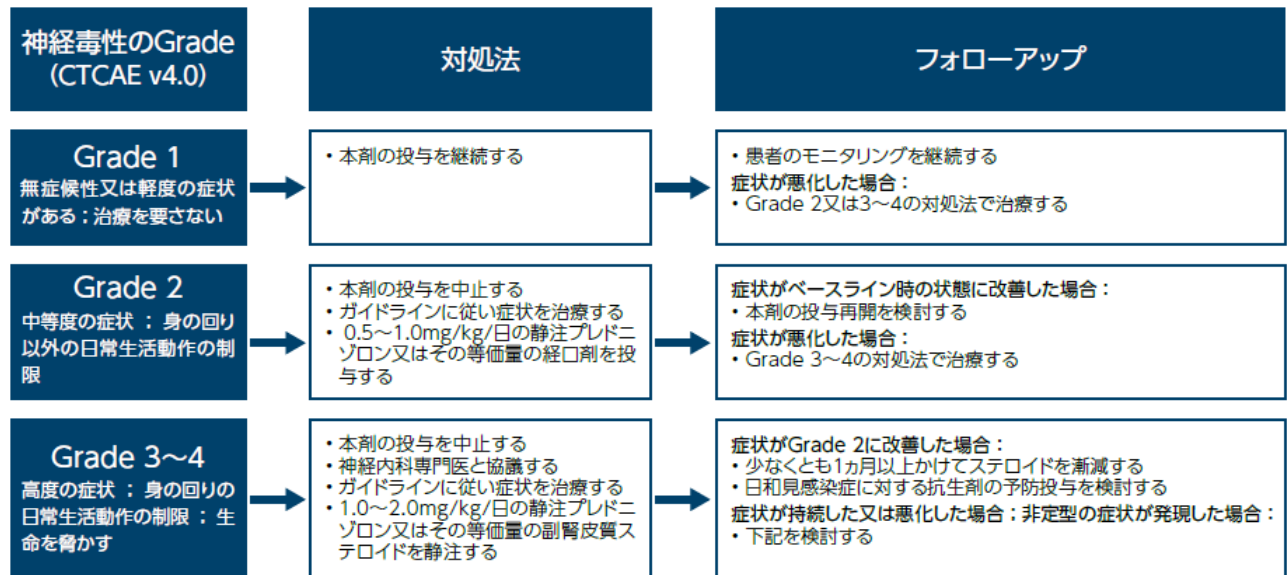 神経毒性のGrade
(CTCAE v4.0)
対処法
フォローアップ
Grade 1
無症候性又は軽度の症状
がある：治療を要さない
・本剤の投与を継続する
・患者のモニタリングを継続する
症状が悪化した場合：
・Grade 2又は3～4の対処法で治療する
Grade 2
中等度の症状 ： 身の回り
以外の日常生活動作の制
限
・本剤の投与を中止する
・ガイドラインに従い症状を治療する
・ 0.5～1.0mg/kg/日の静注プレドニ
ゾロン又はその等価量の経口剤を投
与する
症状がベースライン時の状態に改善した場合：
・本剤の投与再開を検討する
症状が悪化した場合：
・Grade 3～4の対処法で治療する
Grade 3～4
高度の症状 ： 身の回りの
日常生活動作の制限 ： 生
命を脅かす
・本剤の投与を中止する
・神経内科専門医と協議する
・ガイドラインに従い症状を治療する
・1.0～2.0mg/kg/日の静注プレドニ
ゾロン又はその等価量の副腎皮質ス
テロイドを静注する
症状がGrade 2に改善した場合：
・少なくとも1ヵ月以上かけてステロイドを漸減する
・日和見感染症に対する抗生剤の予防投与を検討する
症状が持続した又は悪化した場合；非定型の症状が発現した場合：
・下記を検討する